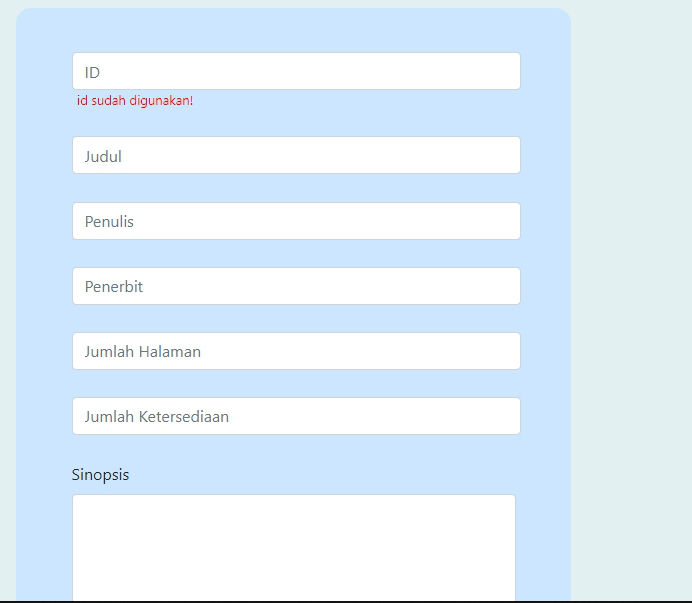 ID
id sudah digunakan!
Judul
Penulis
Penerbit
Jumlah Halaman
Jumlah Ketersediaan
Sinopsis